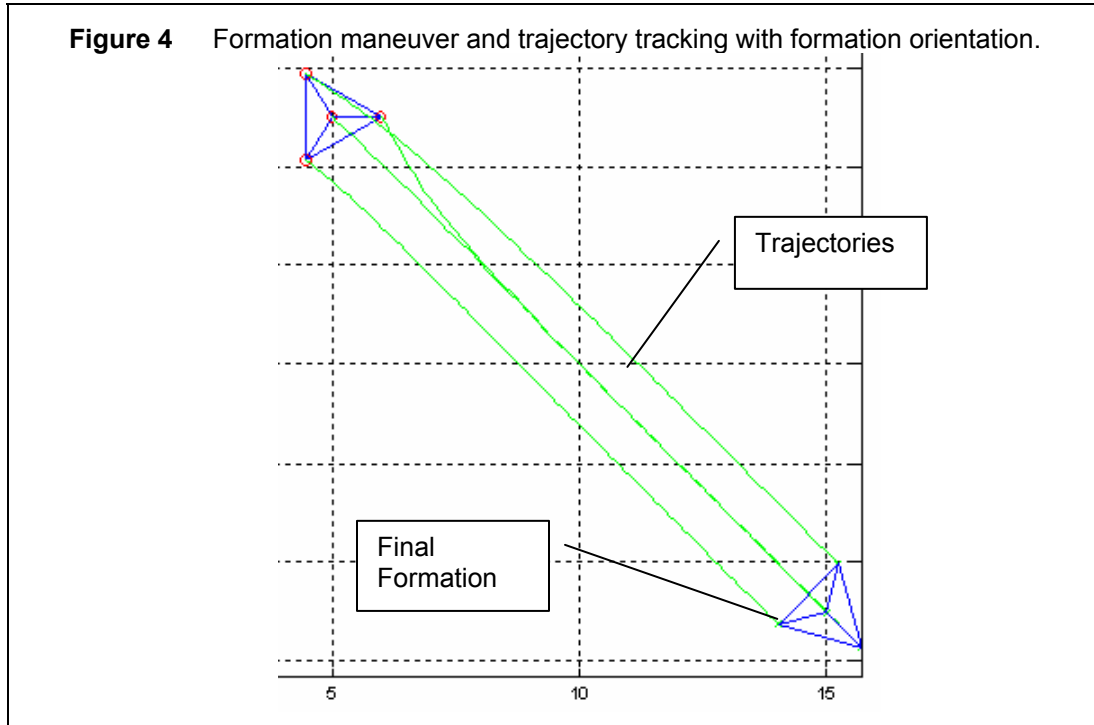 Figure 4 Formation maneuver and trajectory tracking with formation orientation.
Trajectories
Final
Formation
5 10 15